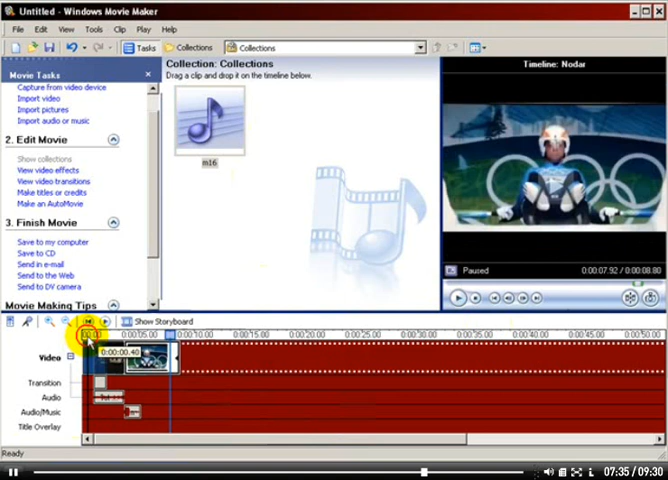 Untitled - Windows Movie Maker
File Edit View Tools Clip Play Help
Tasks Collections Collections
Movie Tasks
Capture from video device
Import video
Import pictures
Import audio or music
2. Edit Movie
Show collections
View video effects
View video transitions
Make titles or credits
Make an AutoMovie
3. Finish Movie
Save to my computer
Save to CD
Send in e-mail
Send to the Web
Send to DV camera
Movie Making Tips
Collection: Collections
Drag a clip and drop it on the timeline below.
m16
Timeline: Nodar
Paused 0:00:07.92 / 0:00:08.80
Show Storyboard
0:00:05.00 0:00:10.00 0:00:15.00 0:00:20.00 0:00:25.00 0:00:30.00 0:00:35.00 0:00:40.00 0:00:45.00 0:00:50.00
0:00:00.40
Video
Transition
Audio
Audio/Music
Title Overlay
Ready
07:35 / 09:30